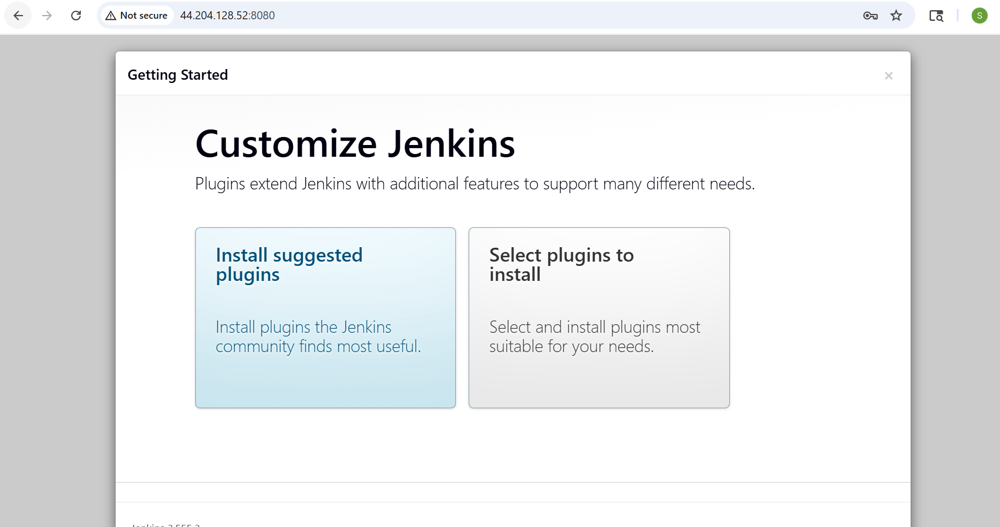 Not secure 44.204.128.52:8080
S
Getting Started
×
Customize Jenkins
Plugins extend Jenkins with additional features to support many different needs.
Install suggested
plugins
Install plugins the Jenkins
community finds most useful.
Select plugins to
install
Select and install plugins most
suitable for your needs.
Jenkins